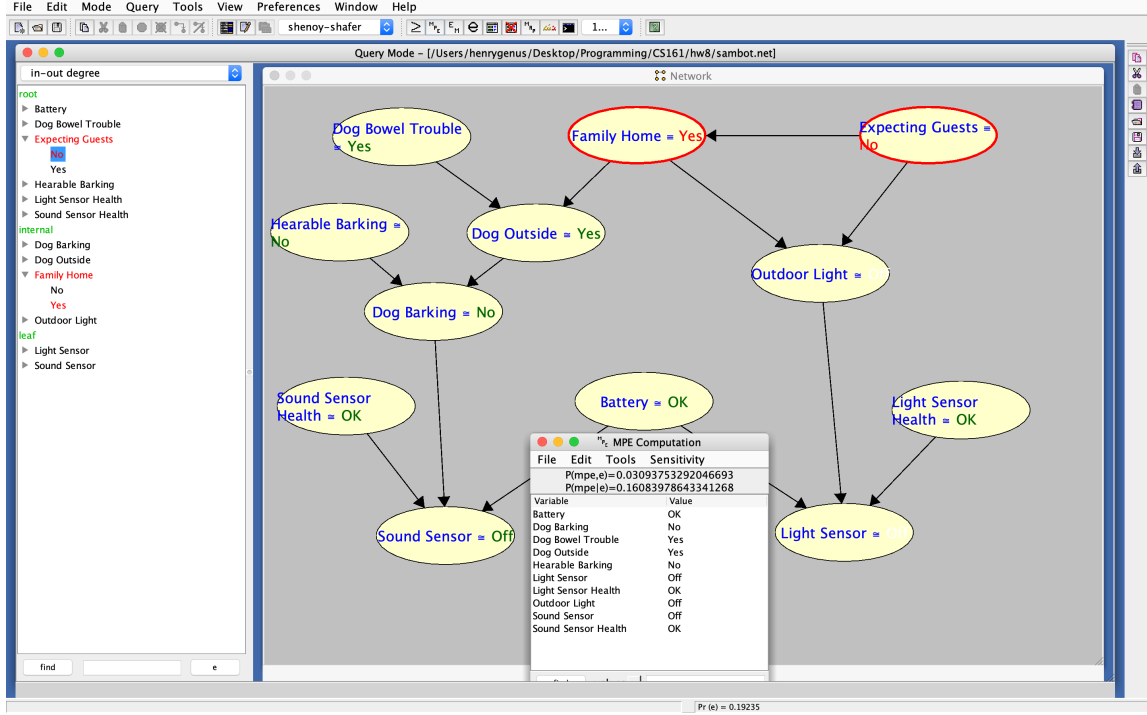 File Edit Mode Query Tools View Preferences Window Help
shenoy-shafer 1...
Query Mode - [/Users/henrygenus/Desktop/Programming/CS161/hw8/sambot.net]
in-out degree
root
Battery
Dog Bowel Trouble
Expecting Guests
No
Yes
Hearable Barking
Light Sensor Health
Sound Sensor Health
internal
Dog Barking
Dog Outside
Family Home
No
Yes
Outdoor Light
leaf
Light Sensor
Sound Sensor
find e
Network
Dog Bowel Trouble
≅ Yes
Family Home = Yes
Expecting Guests =
No
Hearable Barking ≅
No
Dog Outside ≅ Yes
Outdoor Light ≅
Dog Barking ≅ No
Sound Sensor
Health ≅ OK
Battery ≅ OK
Light Sensor
Health ≅ OK
Sound Sensor ≅ Off
Light Sensor ≅
MPE Computation
File Edit Tools Sensitivity
P(mpe,e)=0.03093753292046693
P(mpe|e)=0.16083978643341268
Variable Value
Battery OK
Dog Barking No
Dog Bowel Trouble Yes
Dog Outside Yes
Hearable Barking No
Light Sensor Off
Light Sensor Health OK
Outdoor Light Off
Sound Sensor Off
Sound Sensor Health OK
Pr (e) = 0.19235